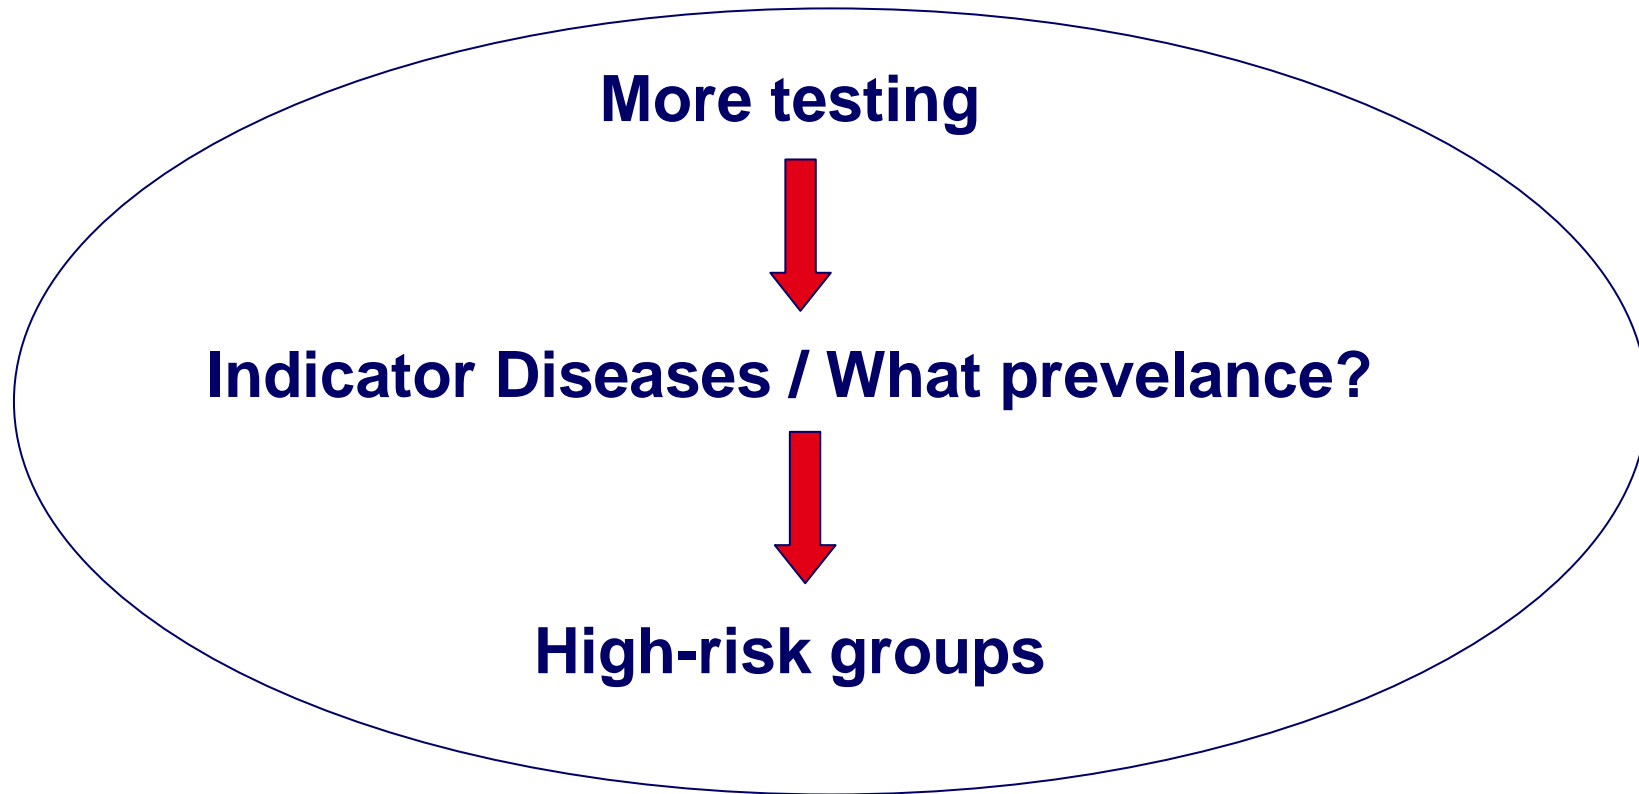 More testing
Indicator Diseases / What prevelance?
High-risk groups